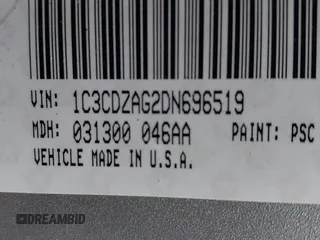 VIN: 1C3CDZAG2DN696519
MDH: 031300 046AA PAINT: PSC
VEHICLE MADE IN U.S.A.
DREAMBID